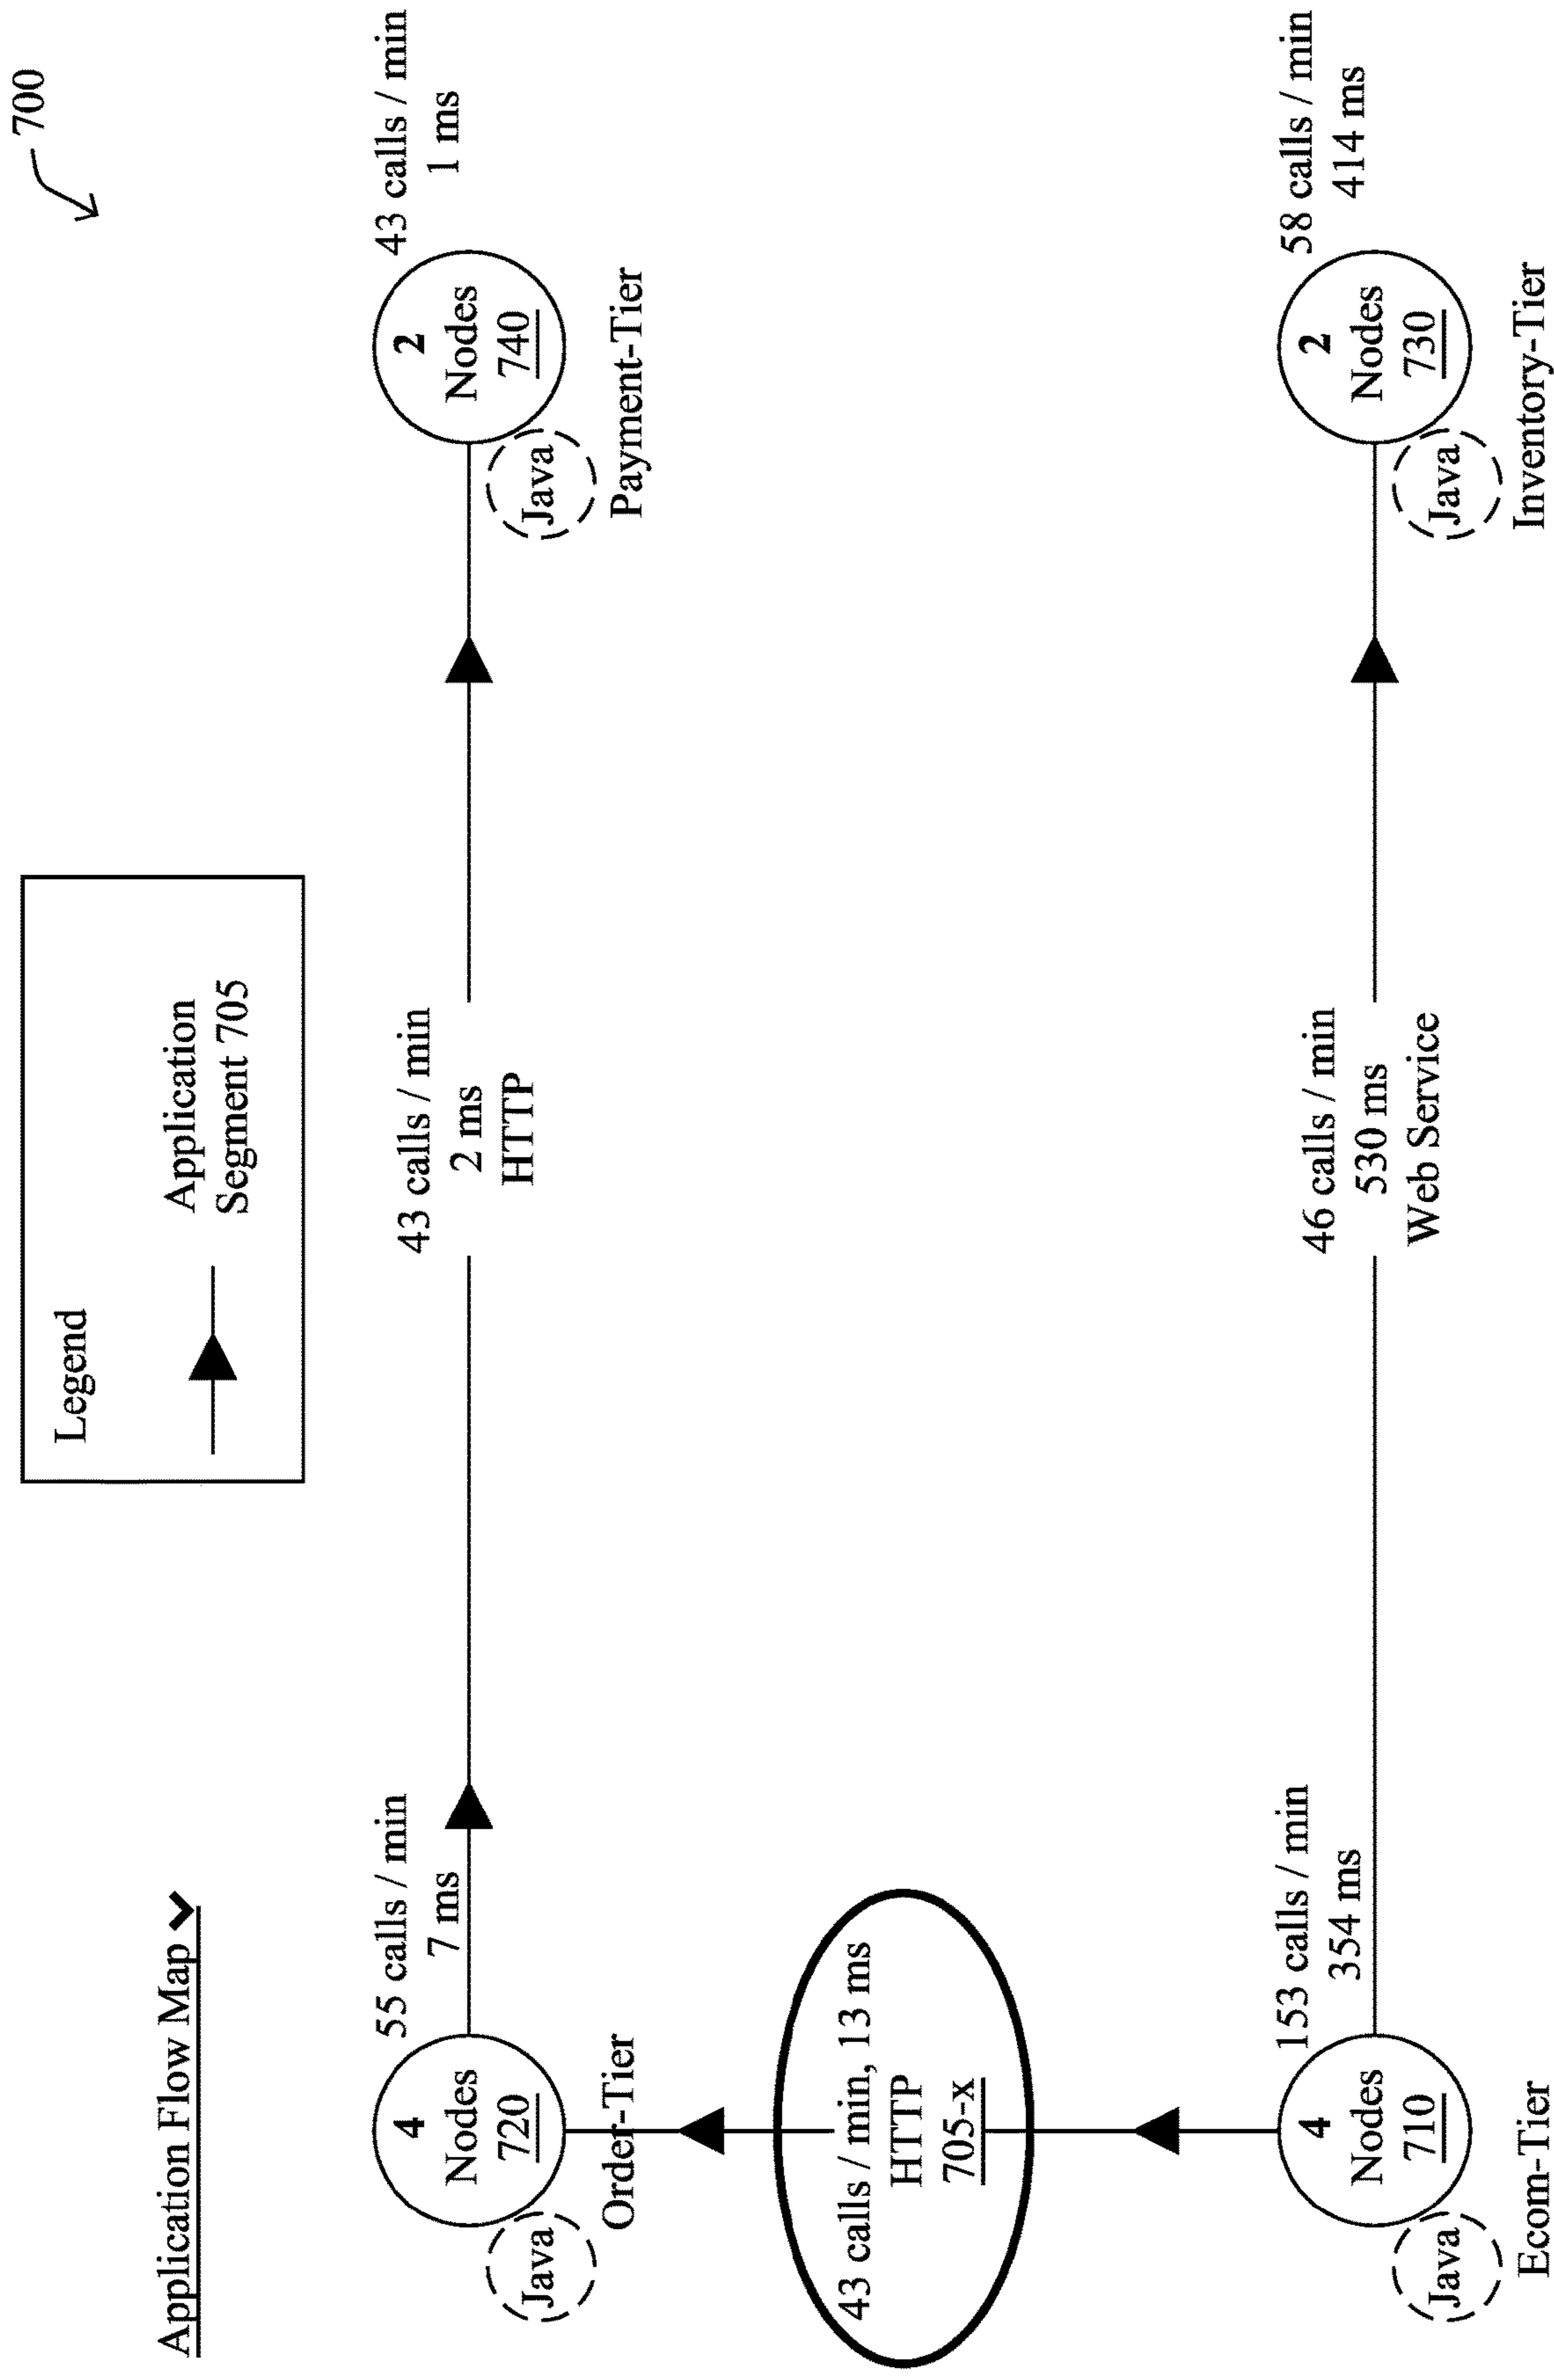 700
Application Flow Map
Legend
Application
Segment 705
55 calls / min
7 ms
4
Nodes
720
Java
Order-Tier
43 calls / min
2 ms
HTTP
43 calls / min
1 ms
2
Nodes
740
Java
Payment-Tier
43 calls / min, 13 ms
HTTP
705-x
153 calls / min
354 ms
4
Nodes
710
Java
Ecom-Tier
46 calls / min
530 ms
Web Service
58 calls / min
414 ms
2
Nodes
730
Java
Inventory-Tier